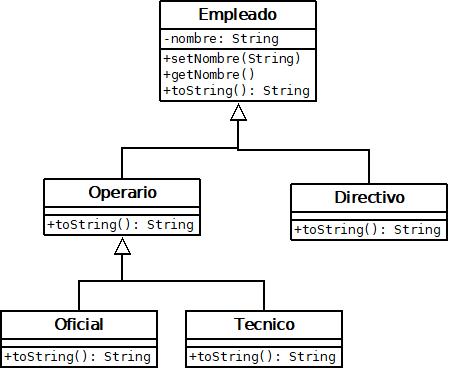 Empleado
-nombre: String
+setNombre(String)
+getNombre()
+toString(): String
Operario
+toString(): String
Directivo
+toString(): String
Oficial
+toString(): String
Tecnico
+toString(): String